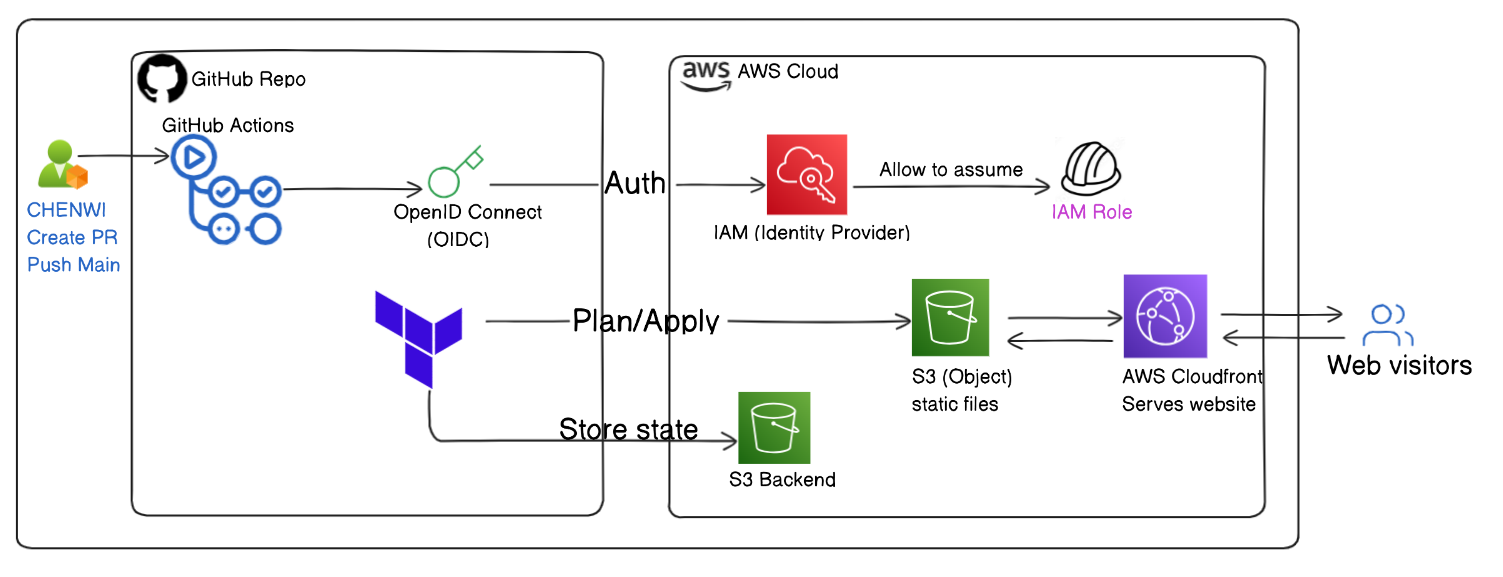 GitHub Repo
aws AWS Cloud
GitHub Actions
CHENWI
Create PR
Push Main
OpenID Connect
(OIDC)
Auth
IAM (Identity Provider)
Allow to assume
IAM Role
Plan/Apply
S3 (Object)
static files
AWS Cloudfront
Serves website
Web visitors
Store state
S3 Backend